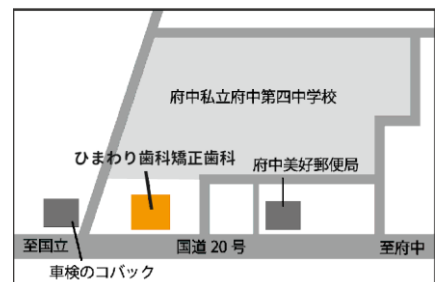 府中私立府中第四中学校
ひまわり歯科矯正歯科
府中美好郵便局
至国立
国道 20 号
至府中
車検のコバック